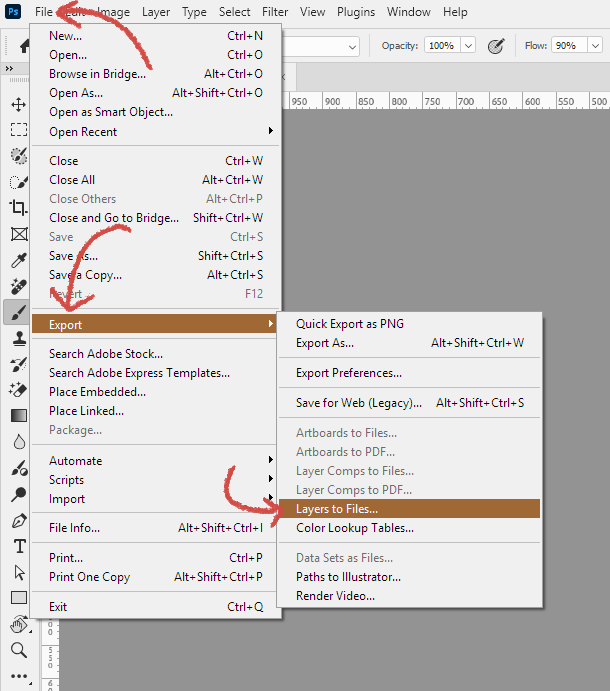 Ps File Edit Image Layer Type Select Filter View Plugins Window Help
Opacity: 100% Flow: 90%
950 900 850 800 750 700 650 600 550 500
New... Ctrl+N
Open... Ctrl+O
Browse in Bridge... Alt+Ctrl+O
Open As... Alt+Shift+Ctrl+O
Open as Smart Object...
Open Recent
Close Ctrl+W
Close All Alt+Ctrl+W
Close Others Alt+Ctrl+P
Close and Go to Bridge... Shift+Ctrl+W
Save Ctrl+S
Save As... Shift+Ctrl+S
Save a Copy... Alt+Ctrl+S
Revert F12
Export
Search Adobe Stock...
Search Adobe Express Templates...
Place Embedded...
Place Linked...
Package...
Automate
Scripts
Import
File Info... Alt+Shift+Ctrl+I
Print... Ctrl+P
Print One Copy Alt+Shift+Ctrl+P
Exit Ctrl+Q
Quick Export as PNG
Export As... Alt+Shift+Ctrl+W
Export Preferences...
Save for Web (Legacy)... Alt+Shift+Ctrl+S
Artboards to Files...
Artboards to PDF...
Layer Comps to Files...
Layer Comps to PDF...
Layers to Files...
Color Lookup Tables...
Data Sets as Files...
Paths to Illustrator...
Render Video...